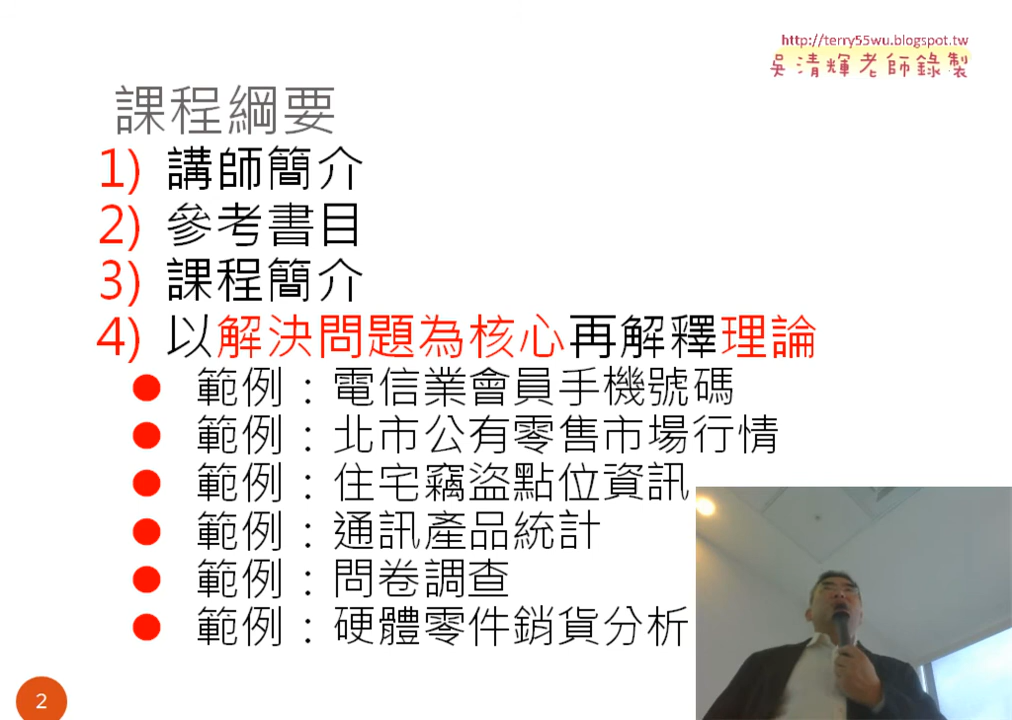 http://terry55wu.blogspot.tw
吳清輝老師錄製
課程綱要
1) 講師簡介
2) 參考書目
3) 課程簡介
4) 以解決問題為核心再解釋理論
● 範例：電信業會員手機號碼
● 範例：北市公有零售市場行情
● 範例：住宅竊盜點位資訊
● 範例：通訊產品統計
● 範例：問卷調查
● 範例：硬體零件銷貨分析
2